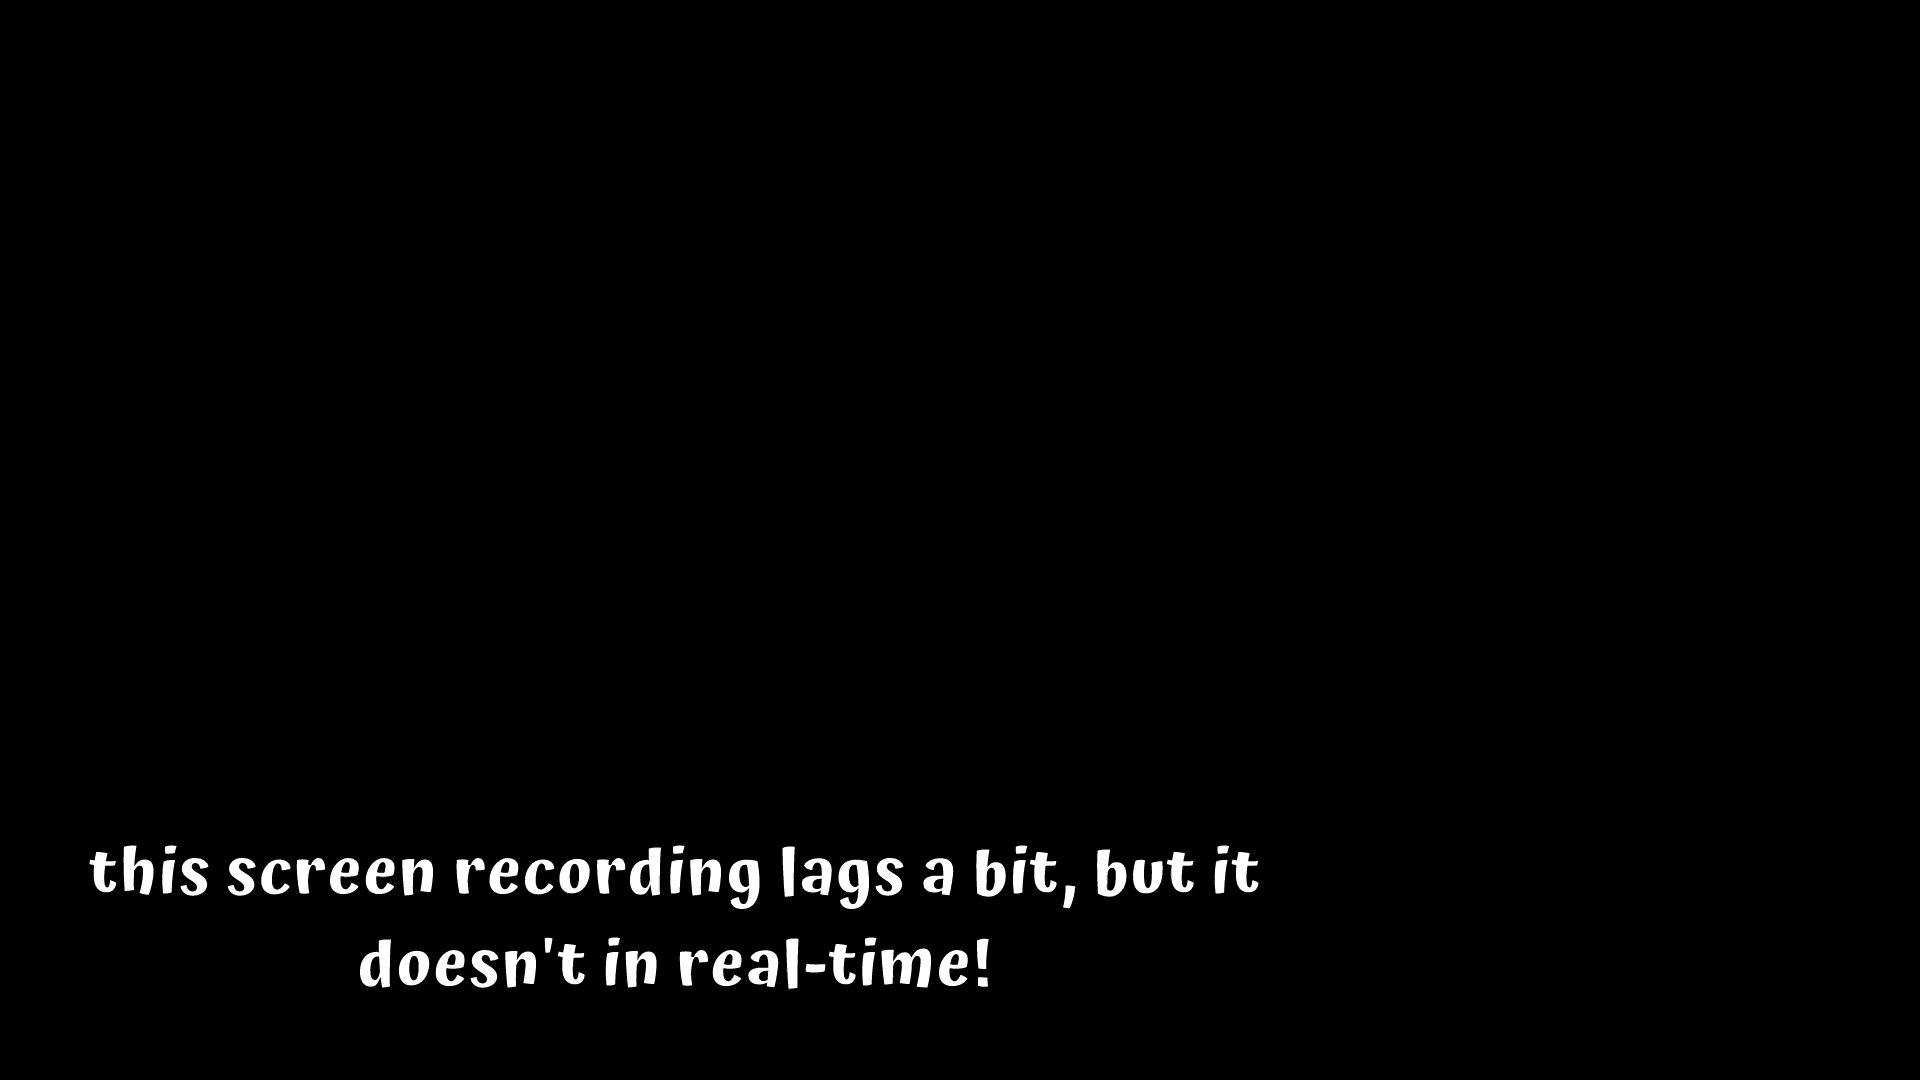 this screen recording lags a bit, but it
doesn't in real-time!